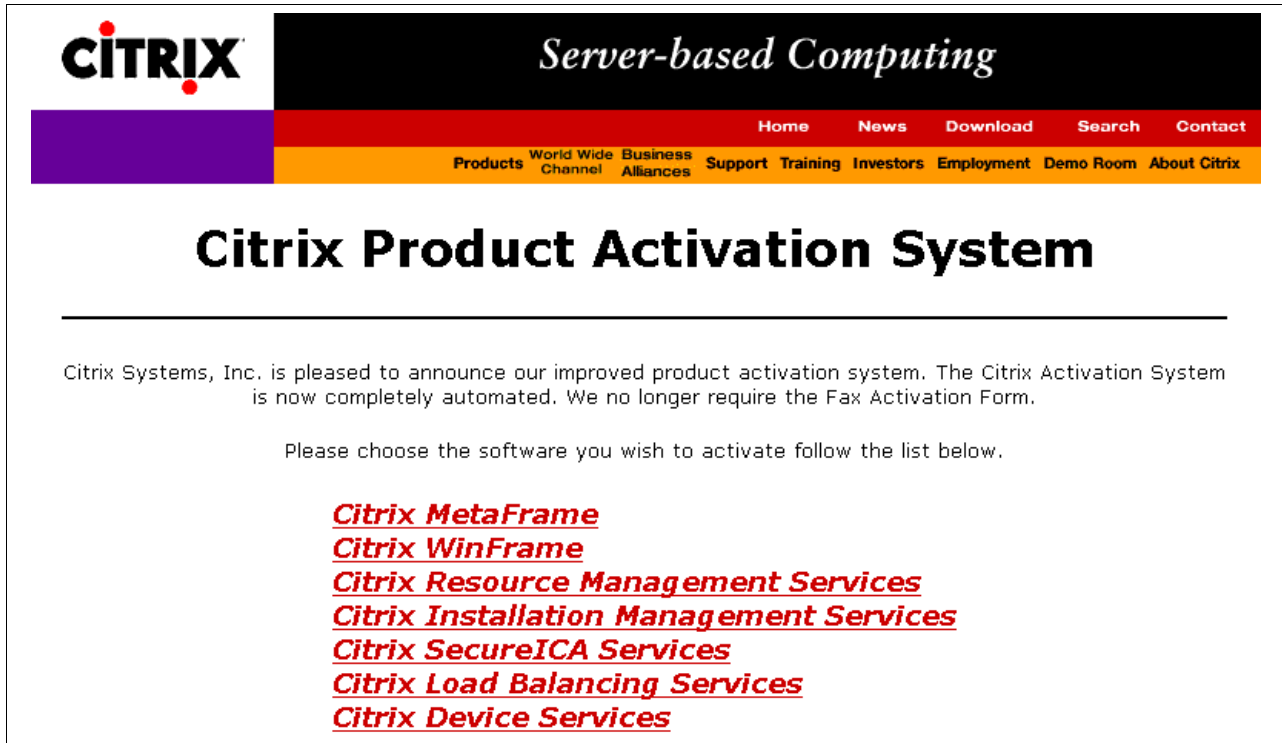 CiTRIX
Server-based Computing
Home News Download Search Contact
Products World Wide Channel Business Alliances Support Training Investors Employment Demo Room About Citrix
Citrix Product Activation System
Citrix Systems, Inc. is pleased to announce our improved product activation system. The Citrix Activation System
is now completely automated. We no longer require the Fax Activation Form.
Please choose the software you wish to activate follow the list below.
Citrix MetaFrame
Citrix WinFrame
Citrix Resource Management Services
Citrix Installation Management Services
Citrix SecureICA Services
Citrix Load Balancing Services
Citrix Device Services